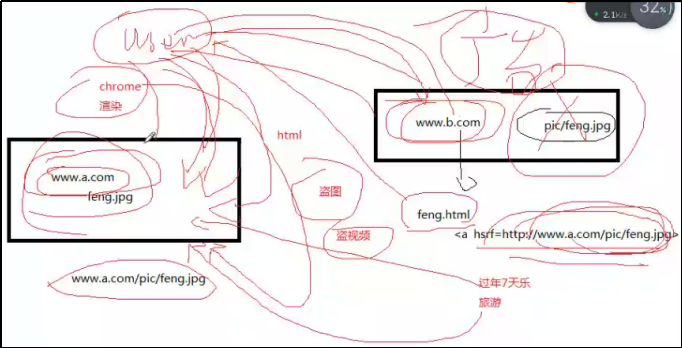 32%
2.1K/s
User
chrome
渲染
html
www.b.com
pic/feng.jpg
www.a.com
feng.jpg
盗图
盗视频
feng.html
<a hsrf=http://www.a.com/pic/feng.jpg>
www.a.com/pic/feng.jpg
过年7天乐
旅游